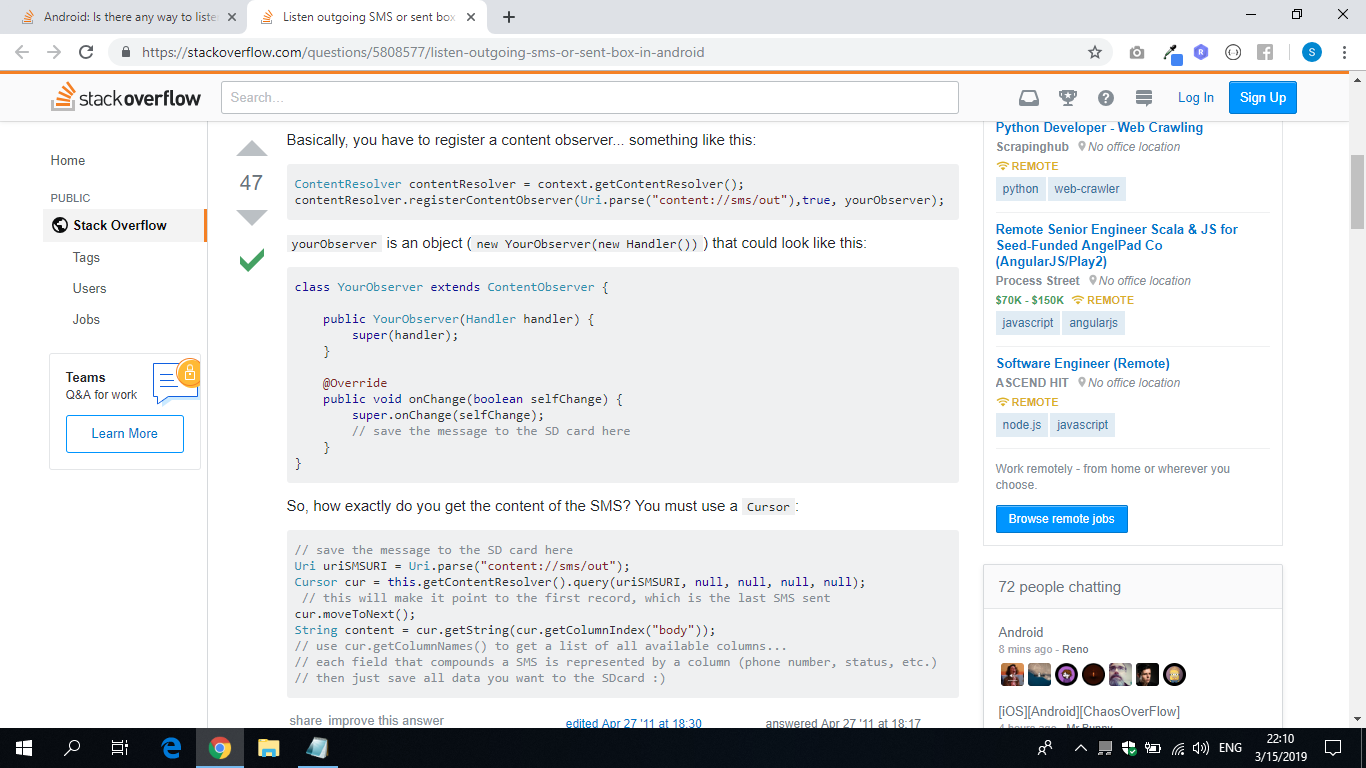 Android: Is there any way to liste
Listen outgoing SMS or sent box
https://stackoverflow.com/questions/5808577/listen-outgoing-sms-or-sent-box-in-android
S
stackoverflow
Search...
Log In
Sign Up
Home
PUBLIC
Stack Overflow
Tags
Users
Jobs
Teams
Q&A for work
Learn More
47
Basically, you have to register a content observer... something like this:
ContentResolver contentResolver = context.getContentResolver();
contentResolver.registerContentObserver(Uri.parse("content://sms/out"),true, yourObserver);
yourObserver is an object ( new YourObserver(new Handler()) ) that could look like this:
class YourObserver extends ContentObserver {
public YourObserver(Handler handler) {
super(handler);
}
@Override
public void onChange(boolean selfChange) {
super.onChange(selfChange);
// save the message to the SD card here
}
}
So, how exactly do you get the content of the SMS? You must use a Cursor :
// save the message to the SD card here
Uri uriSMSURI = Uri.parse("content://sms/out");
Cursor cur = this.getContentResolver().query(uriSMSURI, null, null, null, null);
// this will make it point to the first record, which is the last SMS sent
cur.moveToNext();
String content = cur.getString(cur.getColumnIndex("body"));
// use cur.getColumnNames() to get a list of all available columns...
// each field that compounds a SMS is represented by a column (phone number, status, etc.)
// then just save all data you want to the SDcard :)
share improve this answer
edited Apr 27 '11 at 18:30
answered Apr 27 '11 at 18:17
Python Developer - Web Crawling
Scrapinghub No office location
REMOTE
python web-crawler
Remote Senior Engineer Scala & JS for
Seed-Funded AngelPad Co
(AngularJS/Play2)
Process Street No office location
$70K - $150K REMOTE
javascript angularjs
Software Engineer (Remote)
ASCEND HIT No office location
REMOTE
node.js javascript
Work remotely - from home or wherever you
choose.
Browse remote jobs
72 people chatting
Android
8 mins ago - Reno
[iOS][Android][ChaosOverFlow]
4 hours ago - Mr.Bunny
ENG
22:10
3/15/2019